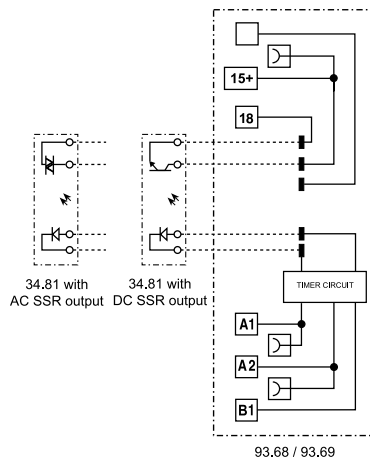 15+
18
TIMER CIRCUIT
A1
A2
B1
34.81 with
AC SSR output
34.81 with
DC SSR output
93.68 / 93.69